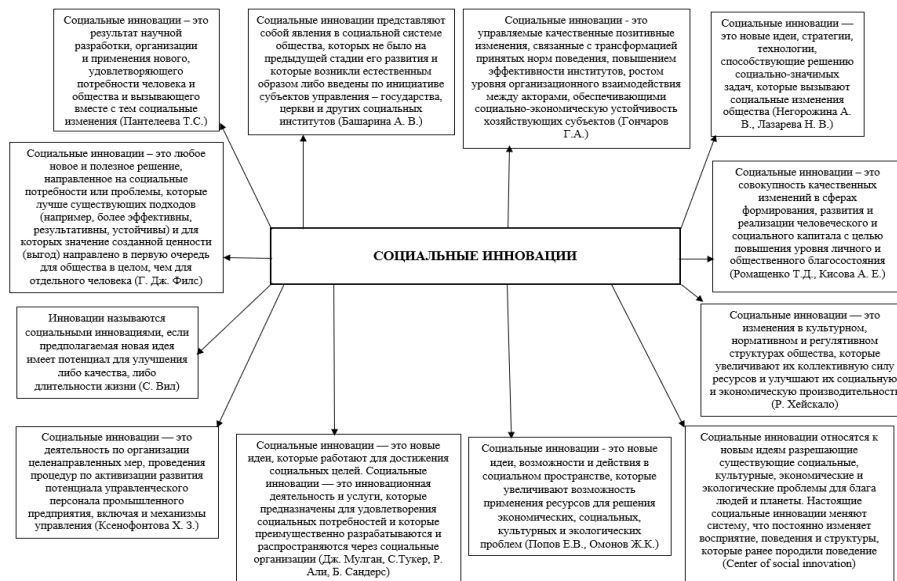 Социальные инновации – это
результат научной
разработки, организации
и применения нового,
удовлетворяющего
потребности человека и
общества и вызывающего
вместе с тем социальные
изменения (Пантелеева Т.С.)
Социальные инновации представляют
собой явления в социальной системе
общества, которых не было на
предыдущей стадии его развития и
которые возникли естественным
образом либо введены по инициативе
субъектов управления – государства,
церкви и других социальных
институтов (Башарина А. В.)
Социальные инновации - это
управляемые качественные позитивные
изменения, связанные с трансформацией
принятых норм поведения, повышением
эффективности институтов, ростом
уровня организационного взаимодействия
между акторами, обеспечивающими
социально-экономическую устойчивость
хозяйствующих субъектов (Гончаров
Г.А.)
Социальные инновации —
это новые идеи, стратегии,
технологии,
способствующие решению
социально-значимых
задач, которые вызывают
социальные изменения
общества (Негорожина А.
В., Лазарева Н. В.)
Социальные инновации – это любое
новое и полезное решение,
направленное на социальные
потребности или проблемы, которые
лучше существующих подходов
(например, более эффективны,
результативны, устойчивы) и для
которых значение созданной ценности
(выгод) направлено в первую очередь
для общества в целом, чем для
отдельного человека (Г. Дж. Филс)
СОЦИАЛЬНЫЕ ИННОВАЦИИ
Социальные инновации – это
совокупность качественных
изменений в сферах
формирования, развития и
реализации человеческого и
социального капитала с целью
повышения уровня личного и
общественного благосостояния
(Ромащенко Т.Д., Кисова А. Е.)
Инновации называются
социальными инновациями, если
предполагаемая новая идея
имеет потенциал для улучшения
либо качества, либо
длительности жизни (С. Вил)
Социальные инновации — это
изменения в культурном,
нормативном и регулятивном
структурах общества, которые
увеличивают их коллективную силу
ресурсов и улучшают их социальную
и экономическую производительность
(Р. Хейскало)
Социальные инновации — это
деятельность по организации
целенаправленных мер, проведения
процедур по активизации развития
потенциала управленческого
персонала промышленного
предприятия, включая и механизмы
управления (Ксенофонтова Х. З.)
Социальные инновации — это новые
идеи, которые работают для достижения
социальных целей. Социальные
инновации — это инновационная
деятельность и услуги, которые
предназначены для удовлетворения
социальных потребностей и которые
преимущественно разрабатываются и
распространяются через социальные
организации (Дж. Мулган, С.Тукер, Р.
Али, Б. Сандерс)
Социальные инновации - это новые
идеи, возможности и действия в
социальном пространстве, которые
увеличивают возможность
применения ресурсов для решения
экономических, социальных,
культурных и экологических
проблем (Попов Е.В., Омонов Ж.К.)
Социальные инновации относятся к
новым идеям разрешающие
существующие социальные,
культурные, экономические и
экологические проблемы для блага
людей и планеты. Настоящие
социальные инновации меняют
систему, что постоянно изменяет
восприятие, поведения и структуры,
которые ранее породили поведение
(Center of social innovation)